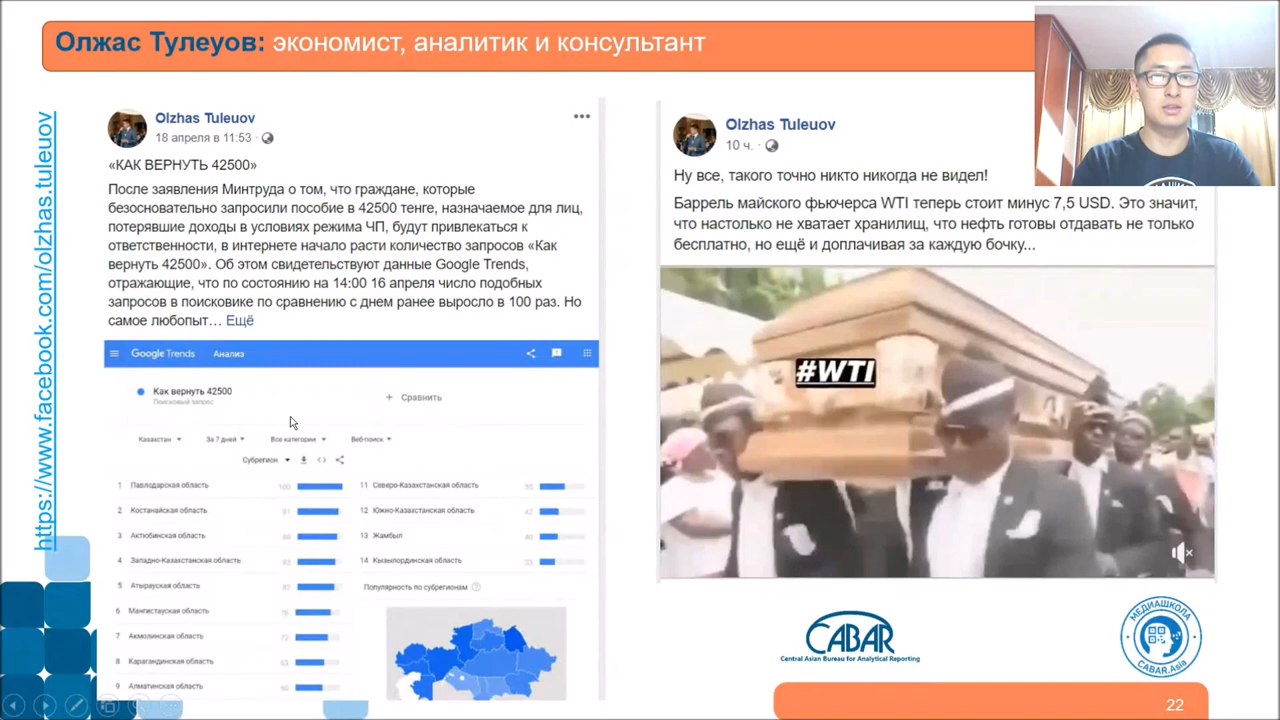 Олжас Тулеуов: экономист, аналитик и консультант
https://www.facebook.com/olzhas.tuleuov
Olzhas Tuleuov
18 апреля в 11:53 ·
«КАК ВЕРНУТЬ 42500»
После заявления Минтруда о том, что граждане, которые
безосновательно запросили пособие в 42500 тенге, назначаемое для лиц,
потерявшие доходы в условиях режима ЧП, будут привлекаться к
ответственности, в интернете начало расти количество запросов «Как
вернуть 42500». Об этом свидетельствуют данные Google Trends,
отражающие, что по состоянию на 14:00 16 апреля число подобных
запросов в поисковике по сравнению с днем ранее выросло в 100 раз. Но
самое любопыт… Ещё
Google Trends Анализ
Как вернуть 42500
Поисковый запрос
+ Сравнить
Казахстан
За 7 дней
Все категории
Веб-поиск
Субрегион
1 Павлодарская область 100
2 Костанайская область 91
3 Актюбинская область
4 Западно-Казахстанская область
5 Атырауская область
6 Мангистауская область
7 Акмолинская область 72
8 Карагандинская область
9 Алматинская область
11 Северо-Казахстанская область
12 Южно-Казахстанская область
13 Жамбыл
14 Кызылординская область
Популярность по субрегионам
Olzhas Tuleuov
10 ч. ·
Ну все, такого точно никто никогда не видел!
Баррель майского фьючерса WTI теперь стоит минус 7,5 USD. Это значит,
что настолько не хватает хранилищ, что нефть готовы отдавать не только
бесплатно, но ещё и доплачивая за каждую бочку...
#WTI
CABAR
Central Asian Bureau for Analytical Reporting
МЕДИАШКОЛА
CABAR.Asia
22